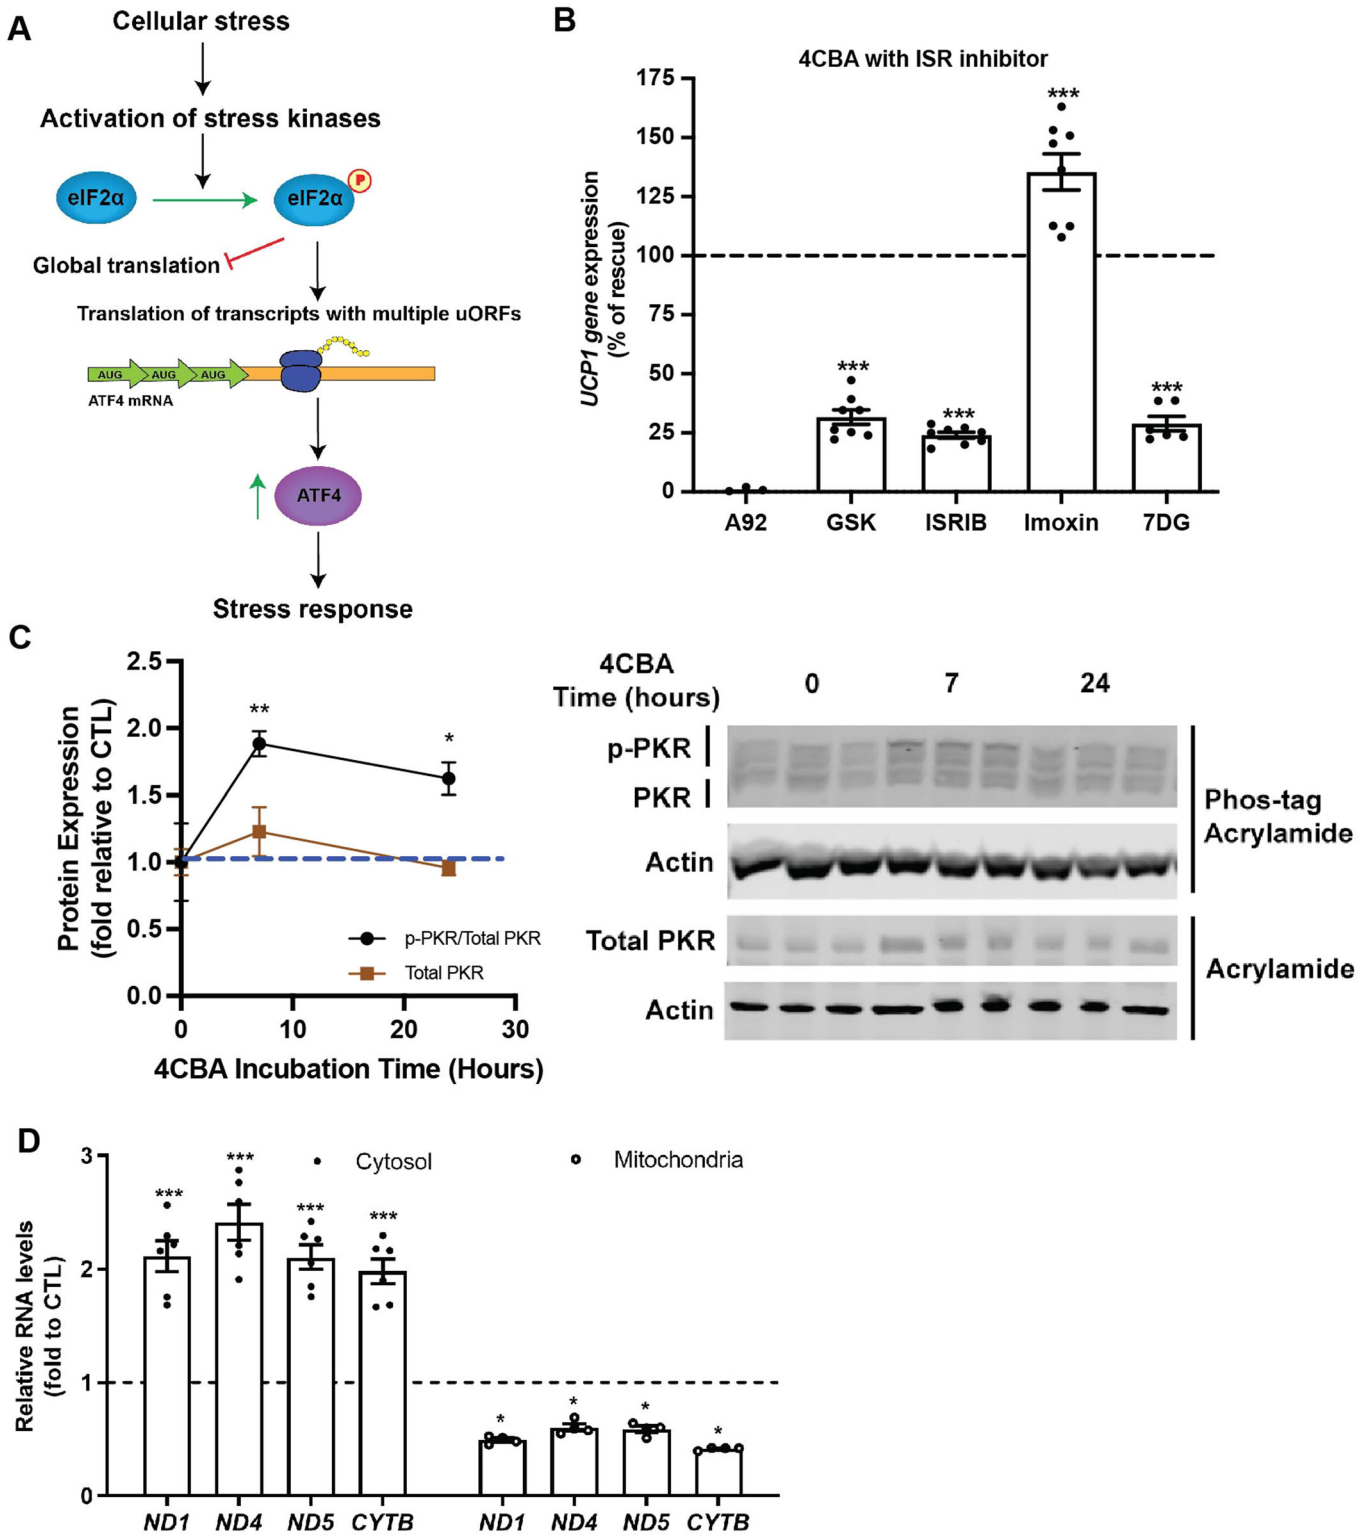 A
Cellular stress
Activation of stress kinases
eIF2α
eIF2α
P
Global translation
Translation of transcripts with multiple uORFs
AUG AUG AUG
ATF4 mRNA
ATF4
Stress response
B
4CBA with ISR inhibitor
UCP1 gene expression
(% of rescue)
175
150
125
100
75
50
25
0
***
***
***
***
A92 GSK ISRIB Imoxin 7DG
C
Protein Expression
(fold relative to CTL)
2.5
2.0
1.5
1.0
0.5
0.0
**
*
p-PKR/Total PKR
Total PKR
0 10 20 30
4CBA Incubation Time (Hours)
4CBA
Time (hours) 0 7 24
p-PKR
PKR
Actin
Phos-tag
Acrylamide
Total PKR
Actin
Acrylamide
D
Relative RNA levels
(fold to CTL)
3
2
1
0
Cytosol Mitochondria
*** *** *** ***
* * * *
ND1 ND4 ND5 CYTB ND1 ND4 ND5 CYTB